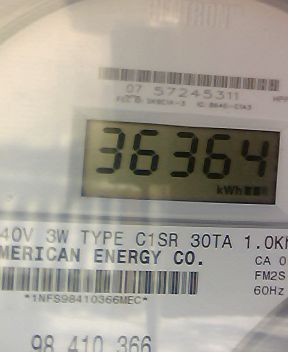 07 57245311
36364
kWh
40V 3W TYPE C1SR 30TA 1.0K
MERICAN ENERGY CO.
CA 0
FM2S
60Hz
*1NFS98410366MEC*
98 410 366